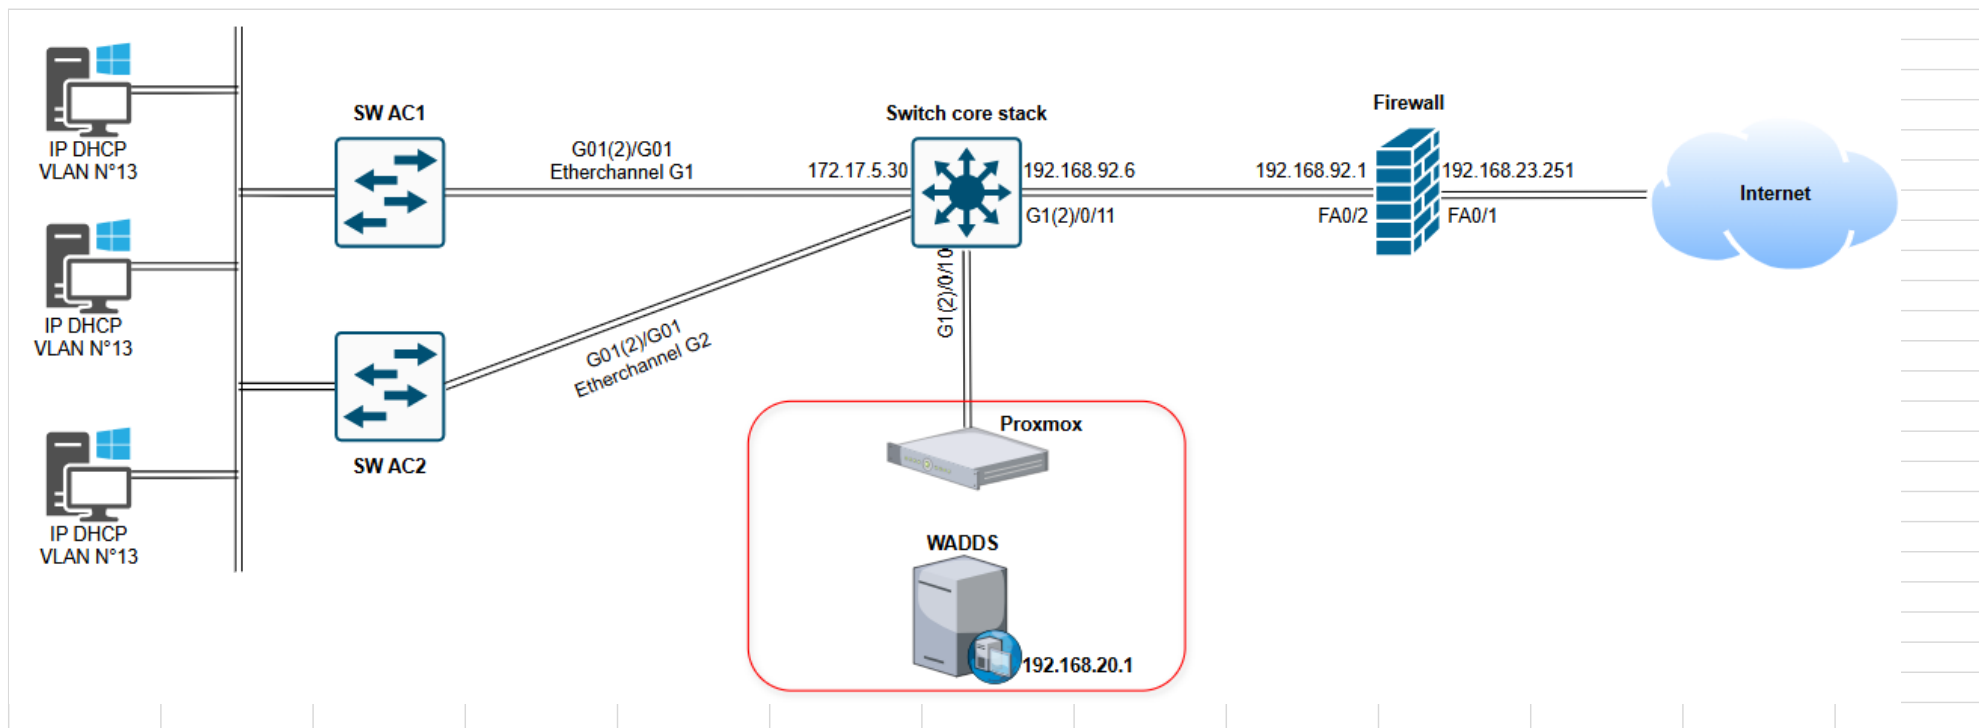 IP DHCP
VLAN N°13
IP DHCP
VLAN N°13
IP DHCP
VLAN N°13
SW AC1
SW AC2
G01(2)/G01
Etherchannel G1
G01(2)/G01
Etherchannel G2
Switch core stack
172.17.5.30
192.168.92.6
G1(2)/0/11
G1(2)/0/10
Proxmox
WADDS
192.168.20.1
Firewall
192.168.92.1
192.168.23.251
FA0/2
FA0/1
Internet